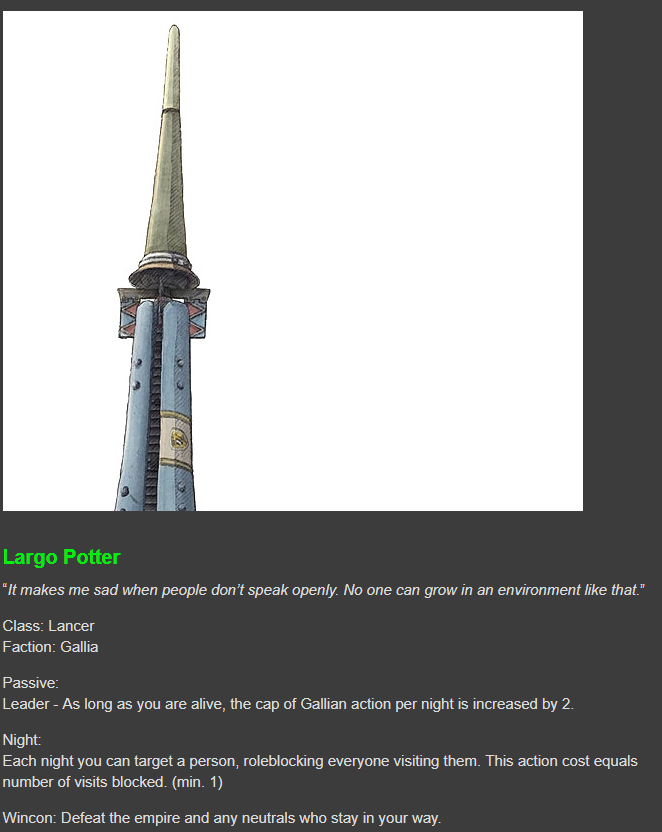 Largo Potter
“It makes me sad when people don’t speak openly. No one can grow in an environment like that.”
Class: Lancer
Faction: Gallia
Passive:
Leader - As long as you are alive, the cap of Gallian action per night is increased by 2.
Night:
Each night you can target a person, roleblocking everyone visiting them. This action cost equals
number of visits blocked. (min. 1)
Wincon: Defeat the empire and any neutrals who stay in your way.